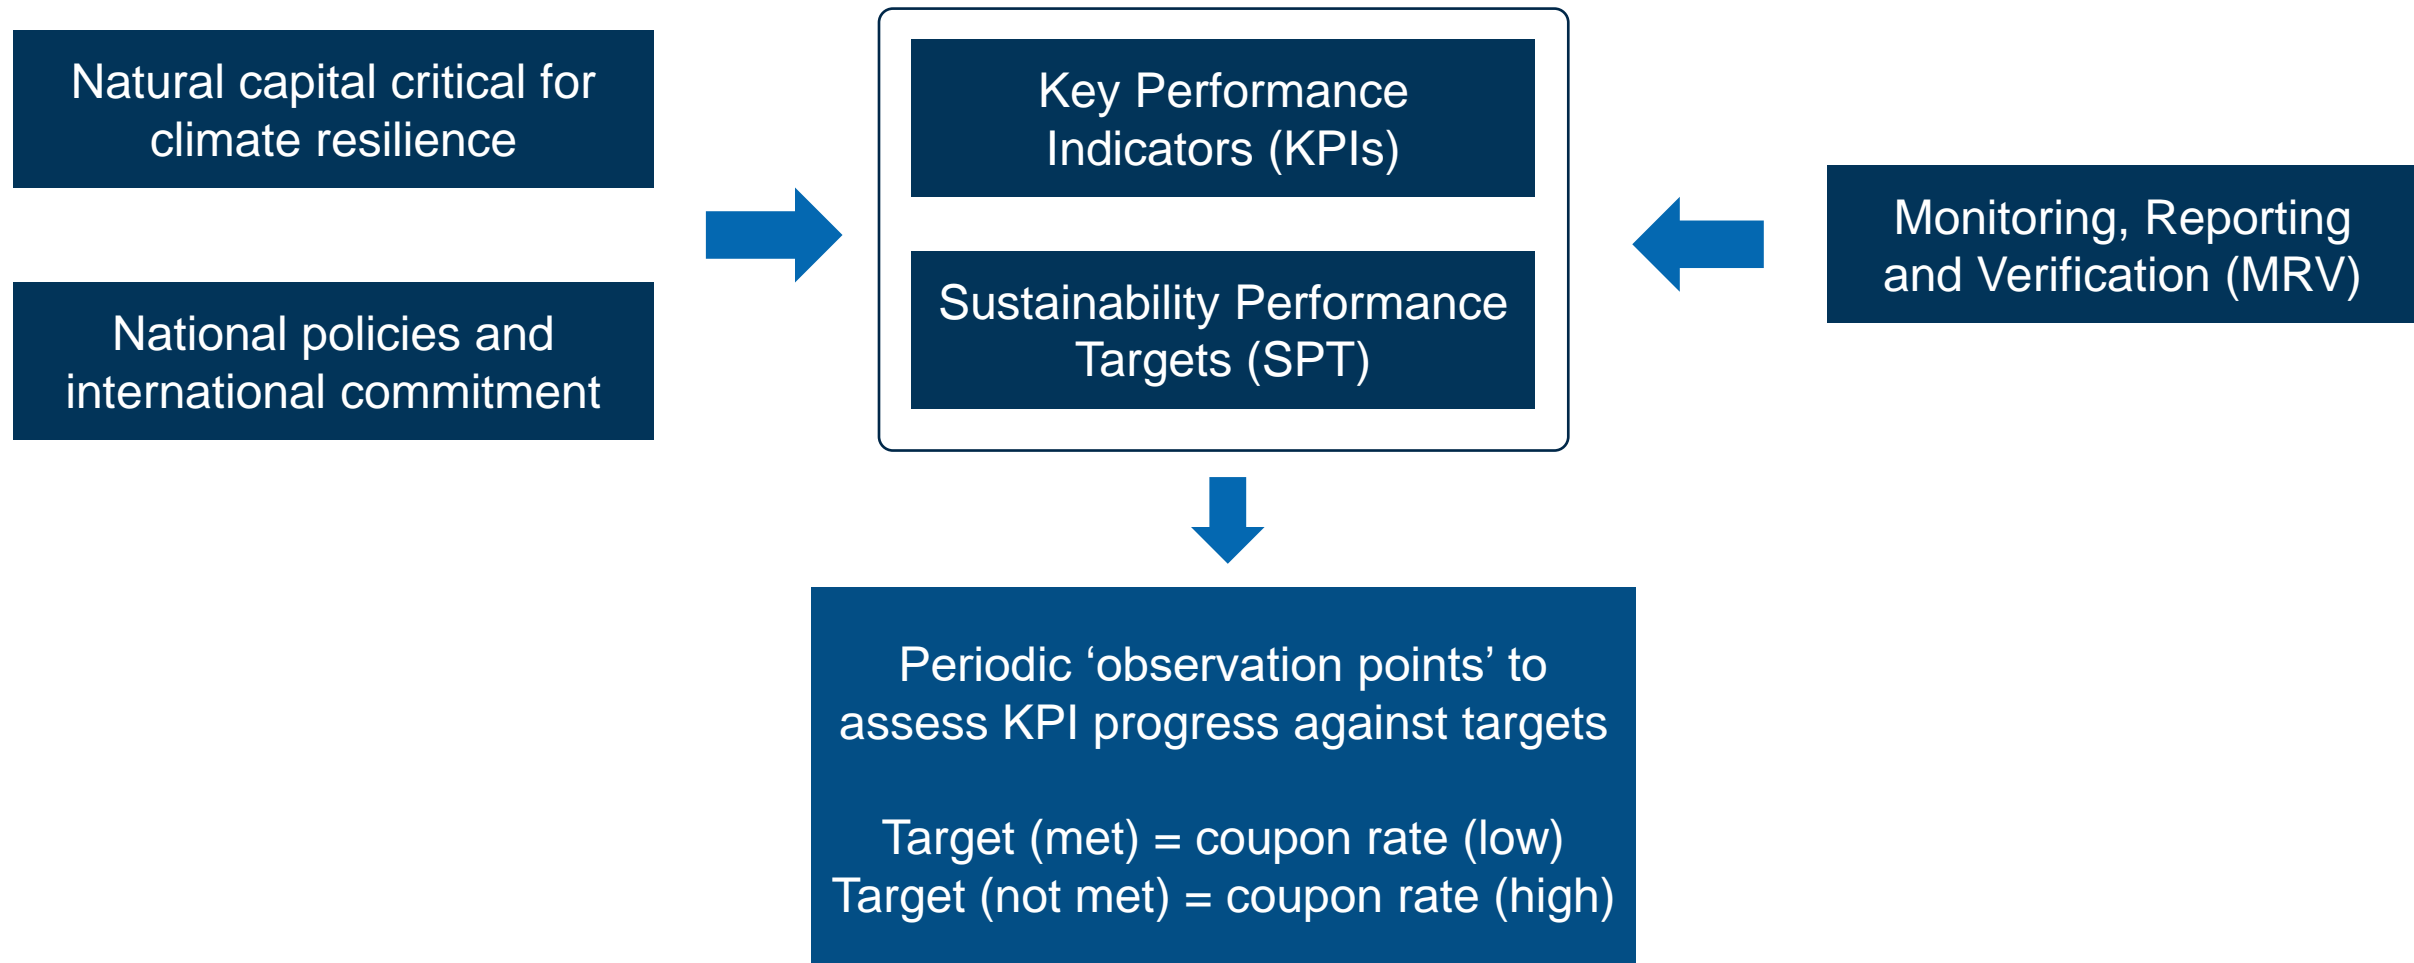 Natural capital critical for
climate resilience
National policies and
international commitment
Key Performance
Indicators (KPIs)
Sustainability Performance
Targets (SPT)
Monitoring, Reporting
and Verification (MRV)
Periodic ‘observation points’ to
assess KPI progress against targets
Target (met) = coupon rate (low)
Target (not met) = coupon rate (high)